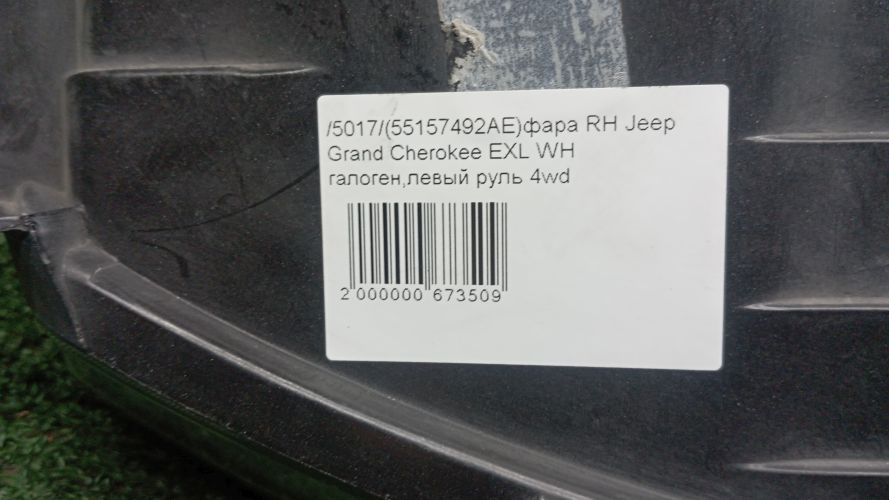 /5017/(55157492AE)фара RH Jeep
Grand Cherokee EXL WH
галоген,левый руль 4wd
2 000000 673509